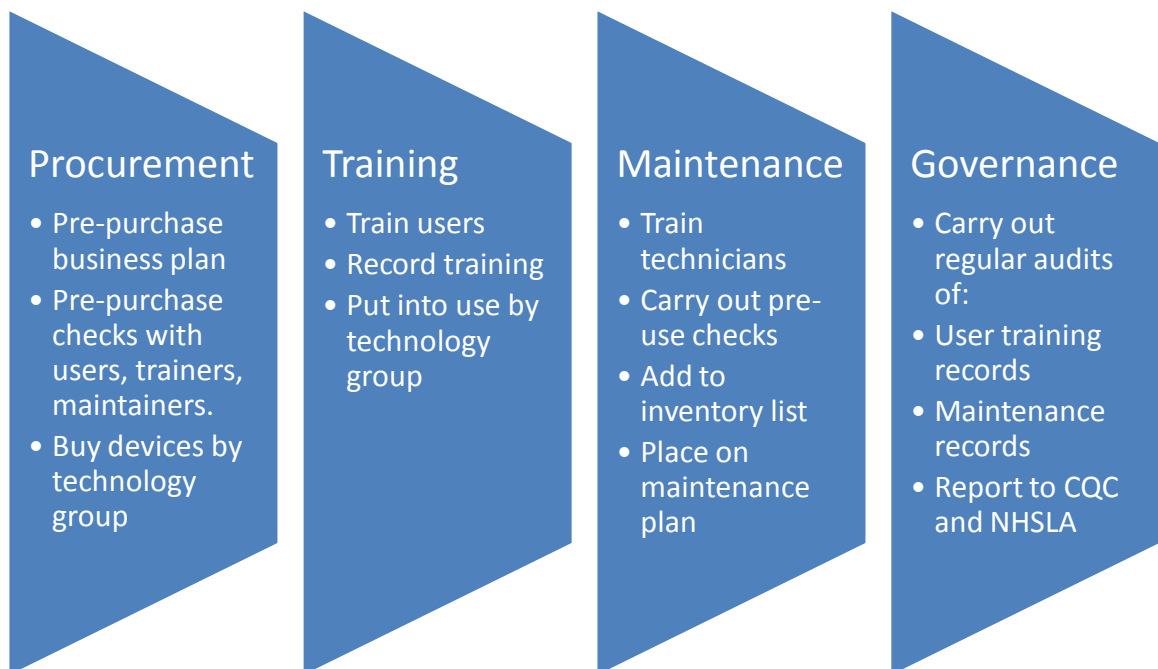 Procurement
• Pre-purchase
business plan
• Pre-purchase
checks with
users, trainers,
maintainers.
• Buy devices by
technology
group
Training
• Train users
• Record training
• Put into use by
technology
group
Maintenance
• Train
technicians
• Carry out pre-
use checks
• Add to
inventory list
• Place on
maintenance
plan
Governance
• Carry out
regular audits
of:
• User training
records
• Maintenance
records
• Report to CQC
and NHSLA